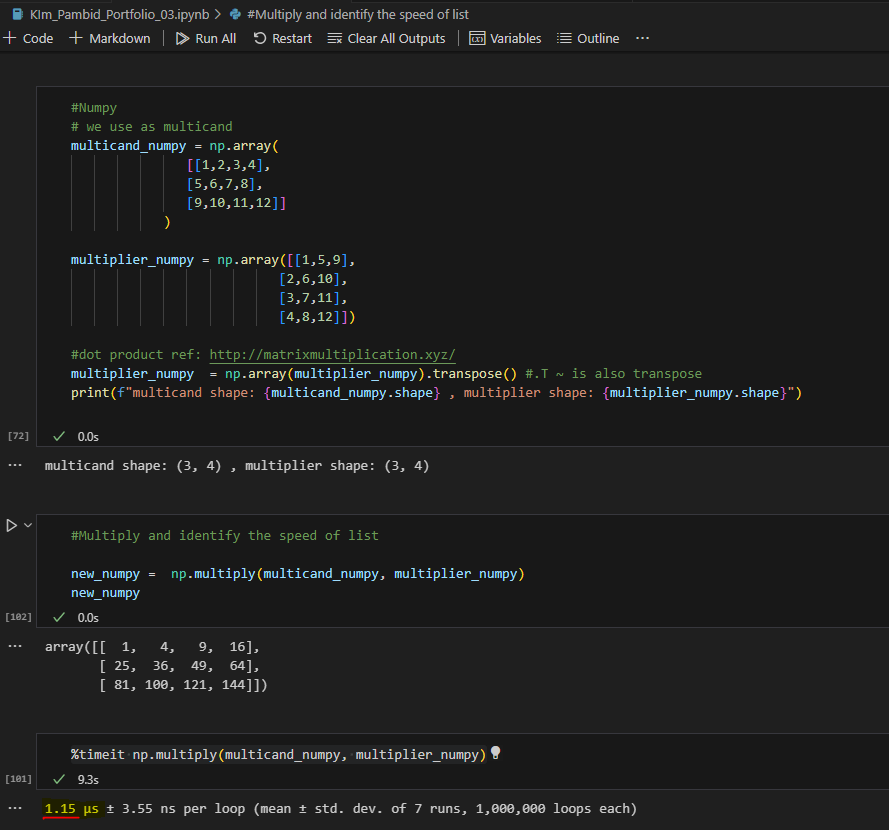 KIm_Pambid_Portfolio_03.ipynb > #Multiply and identify the speed of list
+ Code + Markdown | Run All Restart Clear All Outputs | Variables Outline ...
#Numpy
# we use as multicand
multicand_numpy = np.array(
[[1,2,3,4],
[5,6,7,8],
[9,10,11,12]]
)
multiplier_numpy = np.array([[1,5,9],
[2,6,10],
[3,7,11],
[4,8,12]])
#dot product ref: http://matrixmultiplication.xyz/
multiplier_numpy  = np.array(multiplier_numpy).transpose() #.T ~ is also transpose
print(f"multicand shape: {multicand_numpy.shape} , multiplier shape: {multiplier_numpy.shape}")
[72] ✓ 0.0s
... multicand shape: (3, 4) , multiplier shape: (3, 4)
#Multiply and identify the speed of list
new_numpy =  np.multiply(multicand_numpy, multiplier_numpy)
new_numpy
[102] ✓ 0.0s
... array([[  1,   4,   9,  16],
[ 25,  36,  49,  64],
[ 81, 100, 121, 144]])
%timeit np.multiply(multicand_numpy, multiplier_numpy)
[101] ✓ 9.3s
... 1.15 µs ± 3.55 ns per loop (mean ± std. dev. of 7 runs, 1,000,000 loops each)